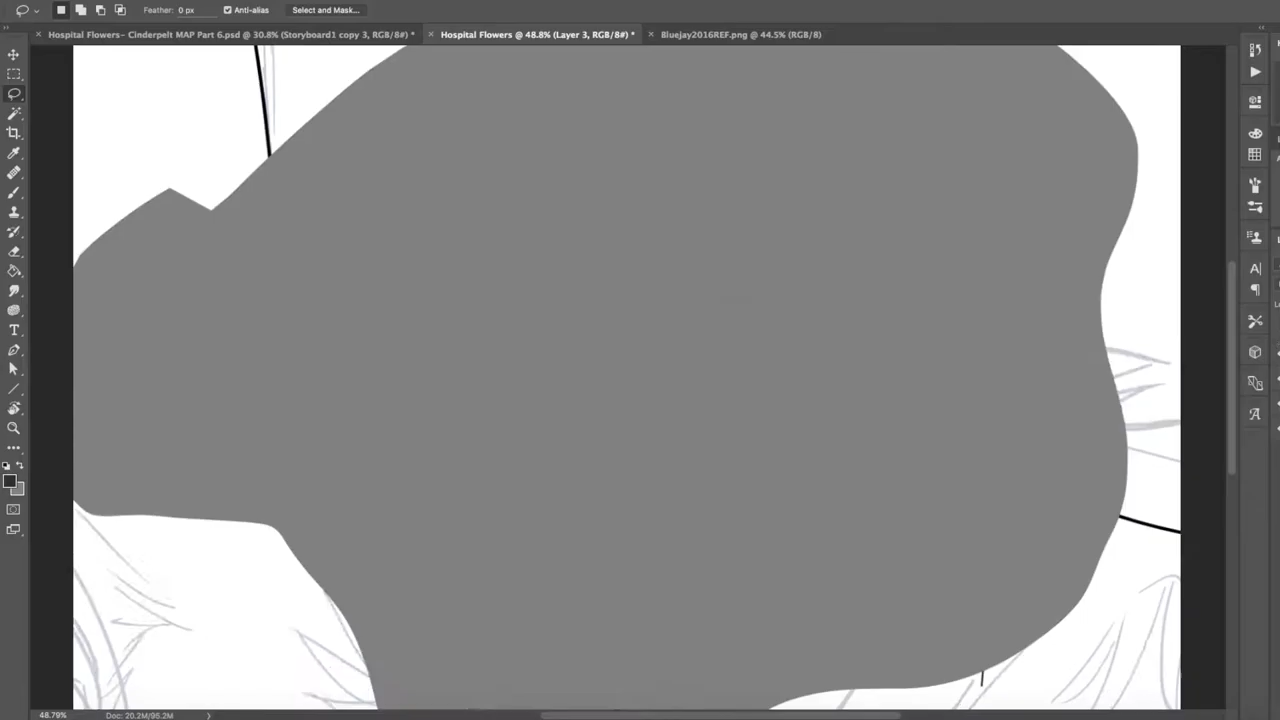 Feather: 0 px Anti-alias Select and Mask...
Hospital Flowers- Cinderpelt MAP Part 6.psd @ 30.8% (Storyboard1 copy 3, RGB/8#) * Hospital Flowers @ 48.8% (Layer 3, RGB/8#) * Bluejay2016REF.png @ 44.5% (RGB/8)
48.79% Doc: 20.2M/95.2M